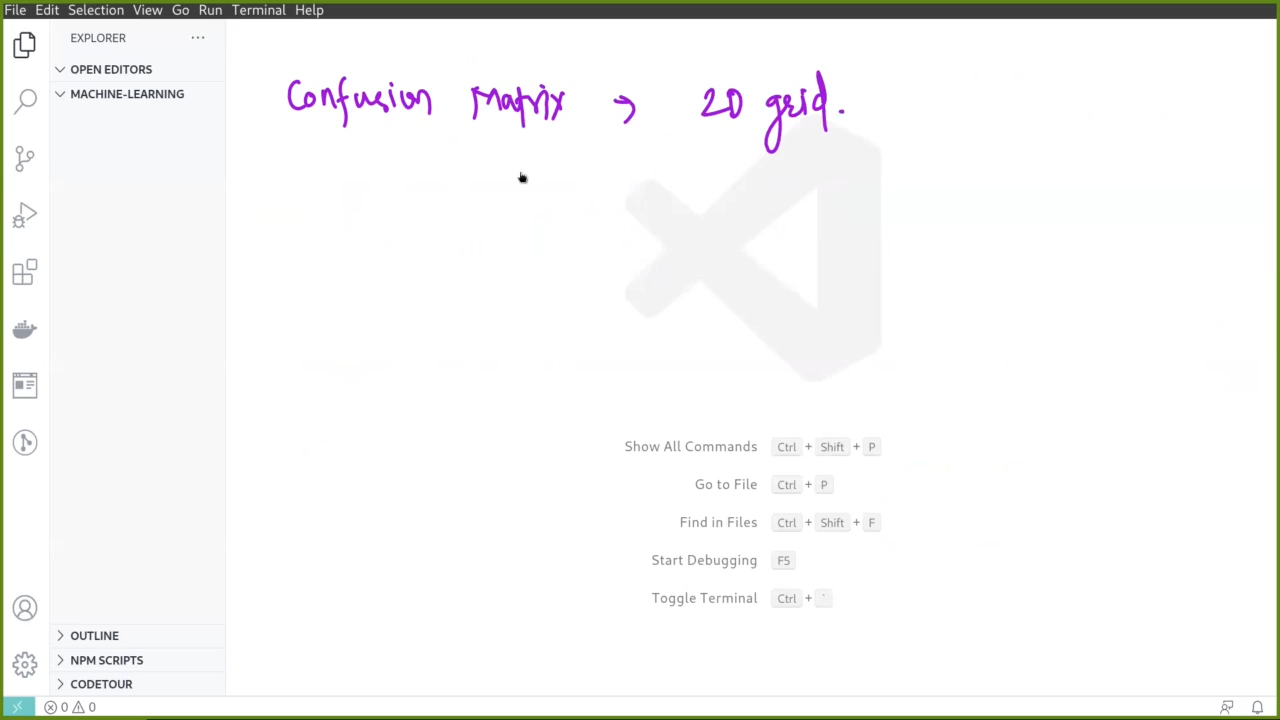 File Edit Selection View Go Run Terminal Help
EXPLORER ...
OPEN EDITORS
MACHINE-LEARNING
Confusion Matrix → 2D grid.
Show All Commands Ctrl + Shift + P
Go to File Ctrl + P
Find in Files Ctrl + Shift + F
Start Debugging F5
Toggle Terminal Ctrl + `
OUTLINE
NPM SCRIPTS
CODETOUR
0 0